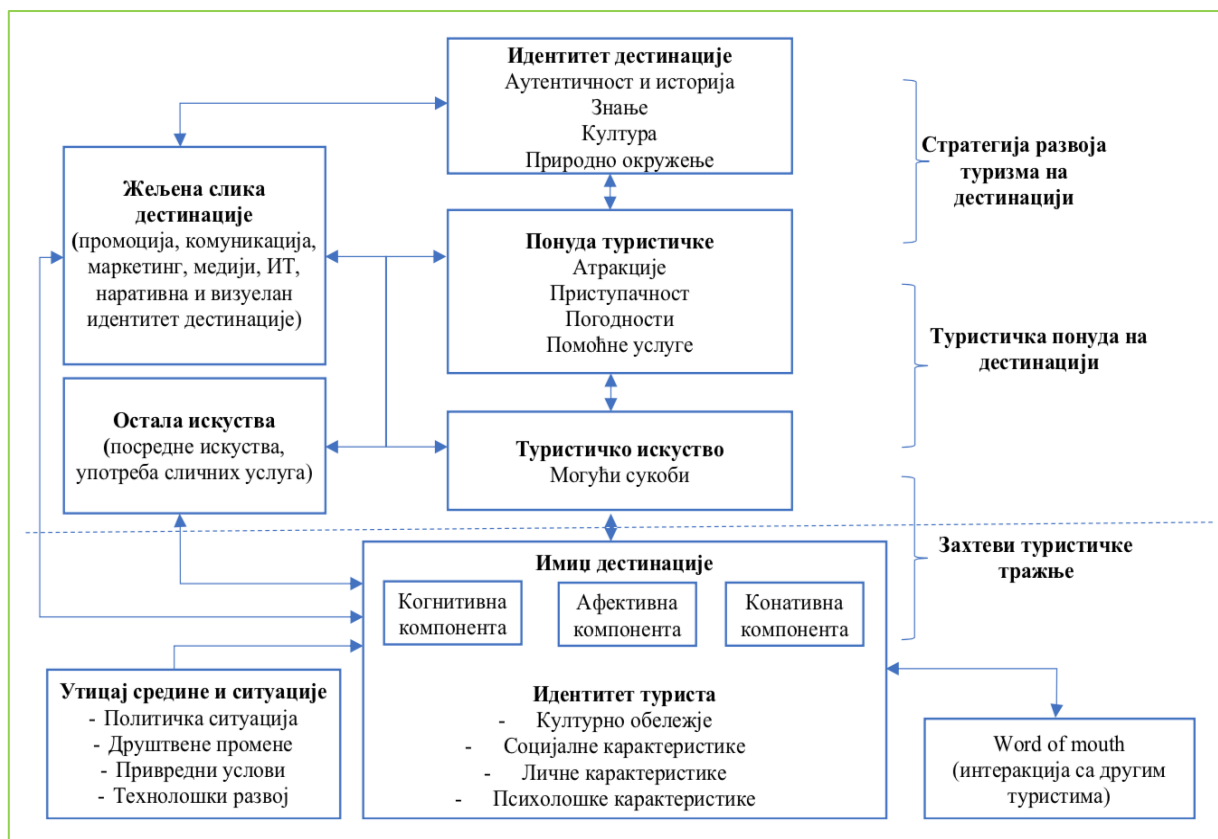 Идентитет дестинације
Аутентичност и историја
Знање
Култура
Природно окружење
Стратегија развоја
туризма на
дестинацији
Жељена слика
дестинације
(промоција, комуникација,
маркетинг, медији, ИТ,
наративна и визуелан
идентитет дестинације)
Понуда туристичке
Атракције
Приступачност
Погодности
Помоћне услуге
Туристичка понуда на
дестинацији
Остала искуства
(посредне искуства,
употреба сличних услуга)
Туристичко искуство
Могући сукоби
Захтеви туристичке
тражње
Имиџ дестинације
Когнитивна
компонента
Афективна
компонента
Конативна
компонента
Утицај средине и ситуације
- Политичка ситуација
- Друштвене промене
- Привредни услови
- Технолошки развој
Идентитет туриста
- Културно обележје
- Социјалне карактеристике
- Личне карактеристике
- Психолошке карактеристике
Word of mouth
(интеракција са другим
туристима)